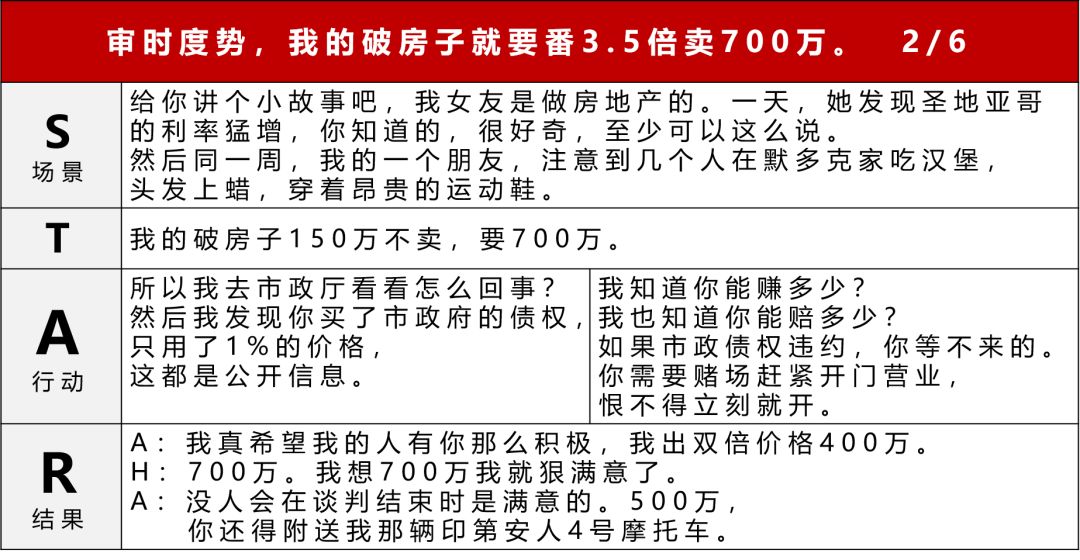 审时度势，我的破房子就要番3.5倍卖700万。 2/6
S
场景
给你讲个小故事吧，我女友是做房地产的。一天，她发现圣地亚哥
的利率猛增，你知道的，很好奇，至少可以这么说。
然后同一周，我的一个朋友，注意到几个人在默多克家吃汉堡，
头发上蜡，穿着昂贵的运动鞋。
T
我的破房子150万不卖，要700万。
A
行动
所以我去市政厅看看怎么回事？
然后我发现你买了市政府的债权，
只用了1%的价格，
这都是公开信息。
我知道你能赚多少？
我也知道你能赔多少？
如果市政债权违约，你等不来的。
你需要赌场赶紧开门营业，
恨不得立刻就开。
R
结果
A：我真希望我的人有你那么积极，我出双倍价格400万。
H：700万。我想700万我就狠满意了。
A：没人会在谈判结束时是满意的。500万，
你还得附送我那辆印第安人4号摩托车。